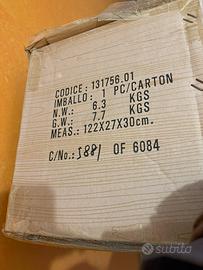 CODICE : 131756.01
IMBALLO: 1 PC/CARTON
N.W.: 6.3 KGS
G.W.: 7.7 KGS
MEAS.: 122X27X30cm.
C/No.: 5881 OF 6084
subito